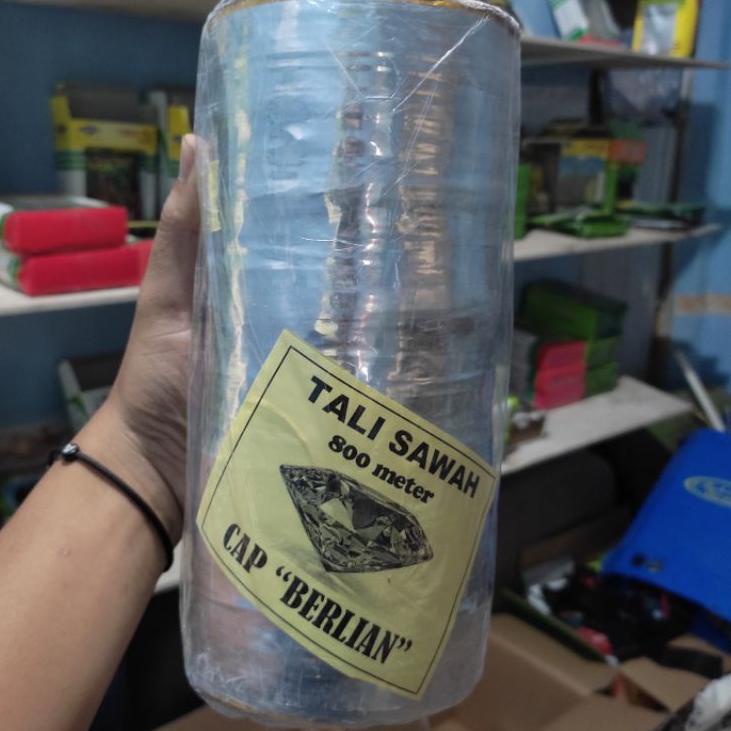 TALI SAWAH
800 meter
CAP “BERLIAN”